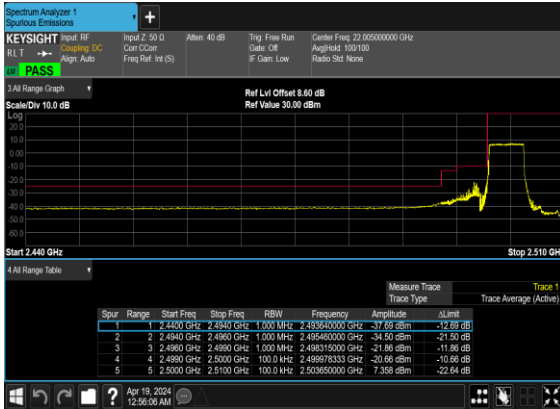 Spectrum Analyzer 1
Spurious Emissions
+
KEYSIGHT Input: RF Input Z: 50 Ω Atten: 40 dB Trig: Free Run Center Freq: 22.005000000 GHz
RLT Coupling: DC Corr CCorr Gate: Off Avg|Hold: 100/100
Align: Auto Freq Ref: Int (S) IF Gain: Low Radio Std: None
PASS
3 All Range Graph
Ref Lvl Offset 8.60 dB
Scale/Div 10.0 dB Ref Value 30.00 dBm
Log
20.0
10.0
0.00
-10.0
-20.0
-30.0
-40.0
-50.0
-60.0
Start 2.440 GHz Stop 2.510 GH
4 All Range Table
Measure Trace Trace 1
Trace Type Trace Average (Active)
Spur Range Start Freq Stop Freq RBW Frequency Amplitude ΔLimit
1 1 2.4400 GHz 2.4940 GHz 1.000 MHz 2.493640000 GHz -37.69 dBm -12.69 dB
2 2 2.4940 GHz 2.4960 GHz 1.000 MHz 2.495460000 GHz -34.50 dBm -21.50 dB
3 3 2.4960 GHz 2.4990 GHz 1.000 MHz 2.498315000 GHz -21.86 dBm -11.86 dB
4 4 2.4990 GHz 2.5000 GHz 100.0 kHz 2.499978333 GHz -20.66 dBm -10.66 dB
5 5 2.5000 GHz 2.5100 GHz 100.0 kHz 2.503650000 GHz 7.358 dBm -22.64 dB
?
Apr 19, 2024
12:56:06 AM